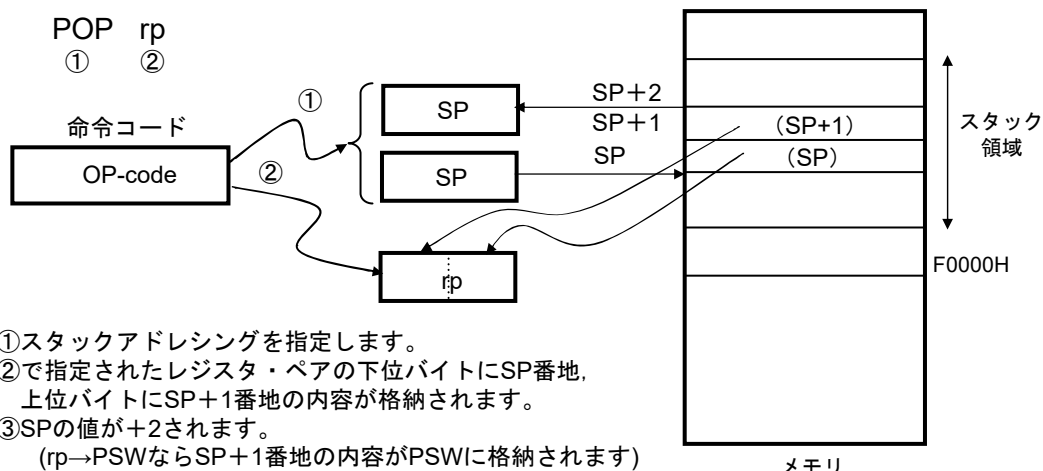 POP rp
① ②
命令コード
OP-code
①
②
SP
SP
rp
SP＋2
SP＋1
SP
（SP+1）
（SP）
スタック
領域
F0000H
メモリ
①スタックアドレシングを指定します。
②で指定されたレジスタ・ペアの下位バイトにSP番地,
上位バイトにSP＋1番地の内容が格納されます。
③SPの値が＋2されます。
(rp→PSWならSP＋1番地の内容がPSWに格納されます)